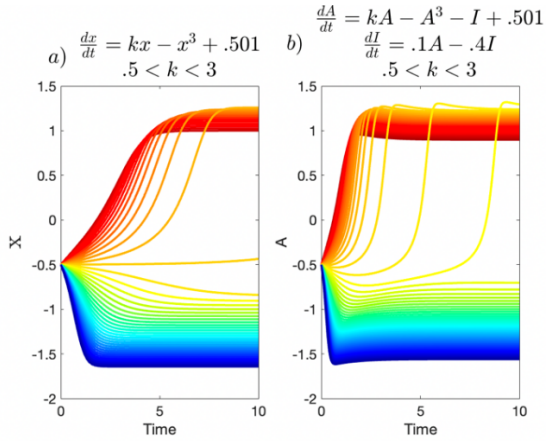 a) dx/dt = kx − x³ + .501
.5 < k < 3
1.5
1
0.5
0
-0.5
-1
-1.5
-2
X
0 5 10
Time
b) dA/dt = kA − A³ − I + .501
dI/dt = .1A − .4I
.5 < k < 3
1.5
1
0.5
0
-0.5
-1
-1.5
-2
A
0 5 10
Time